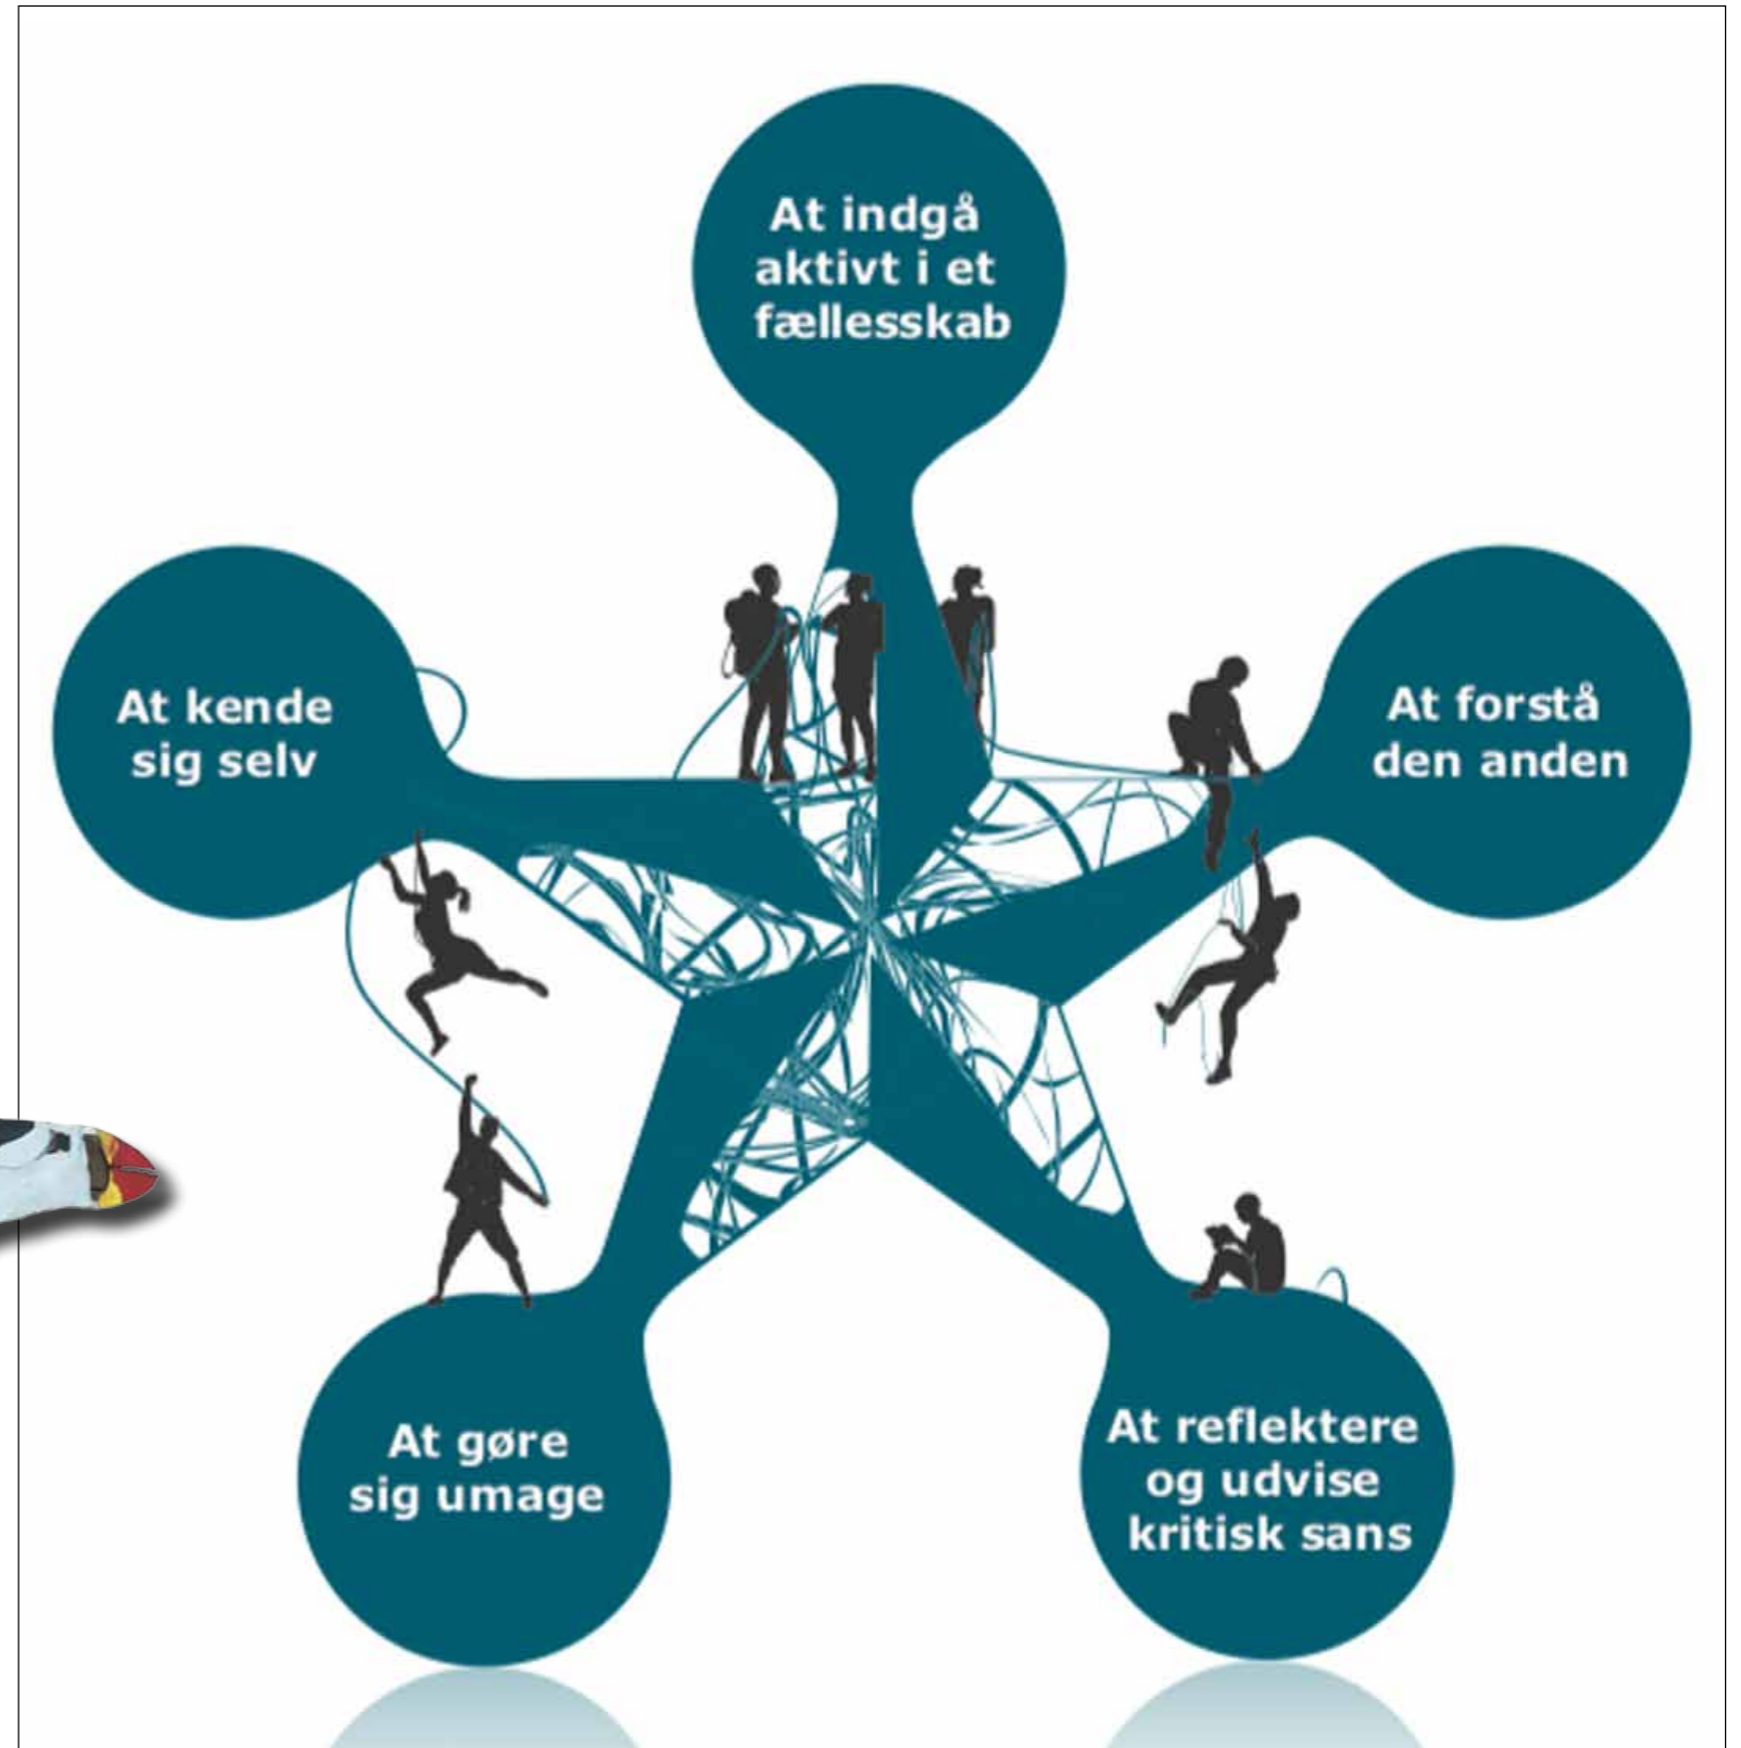 At indgå
aktivt i et
fællesskab
At kende
sig selv
At forstå
den anden
At gøre
sig umage
At reflektere
og udvise
kritisk sans